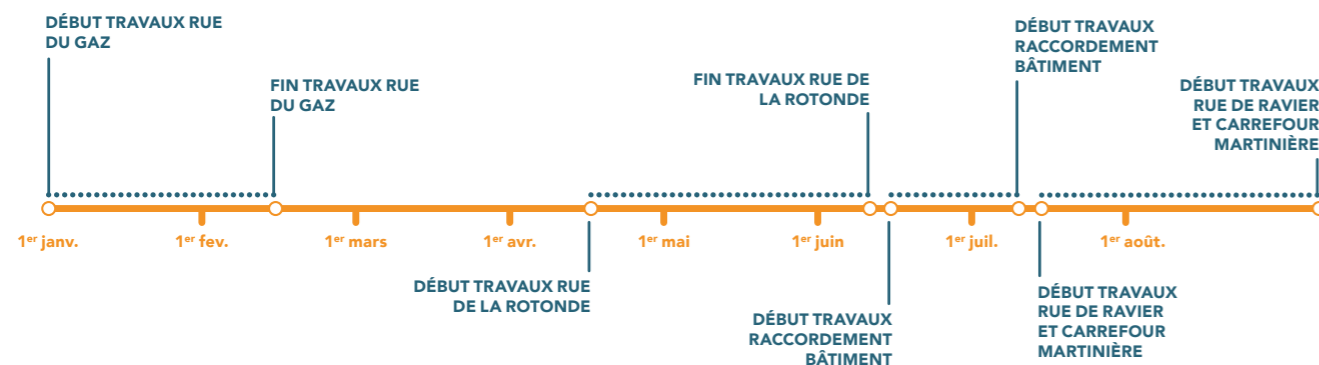 DÉBUT TRAVAUX RUE
DU GAZ
FIN TRAVAUX RUE
DU GAZ
FIN TRAVAUX RUE DE
LA ROTONDE
DÉBUT TRAVAUX
RACCORDEMENT
BÂTIMENT
DÉBUT TRAVAUX
RUE DE RAVIER
ET CARREFOUR
MARTINIÈRE
1er janv.
1er fev.
1er mars
1er avr.
1er mai
1er juin
1er juil.
1er août.
DÉBUT TRAVAUX RUE
DE LA ROTONDE
DÉBUT TRAVAUX
RACCORDEMENT
BÂTIMENT
DÉBUT TRAVAUX
RUE DE RAVIER
ET CARREFOUR
MARTINIÈRE